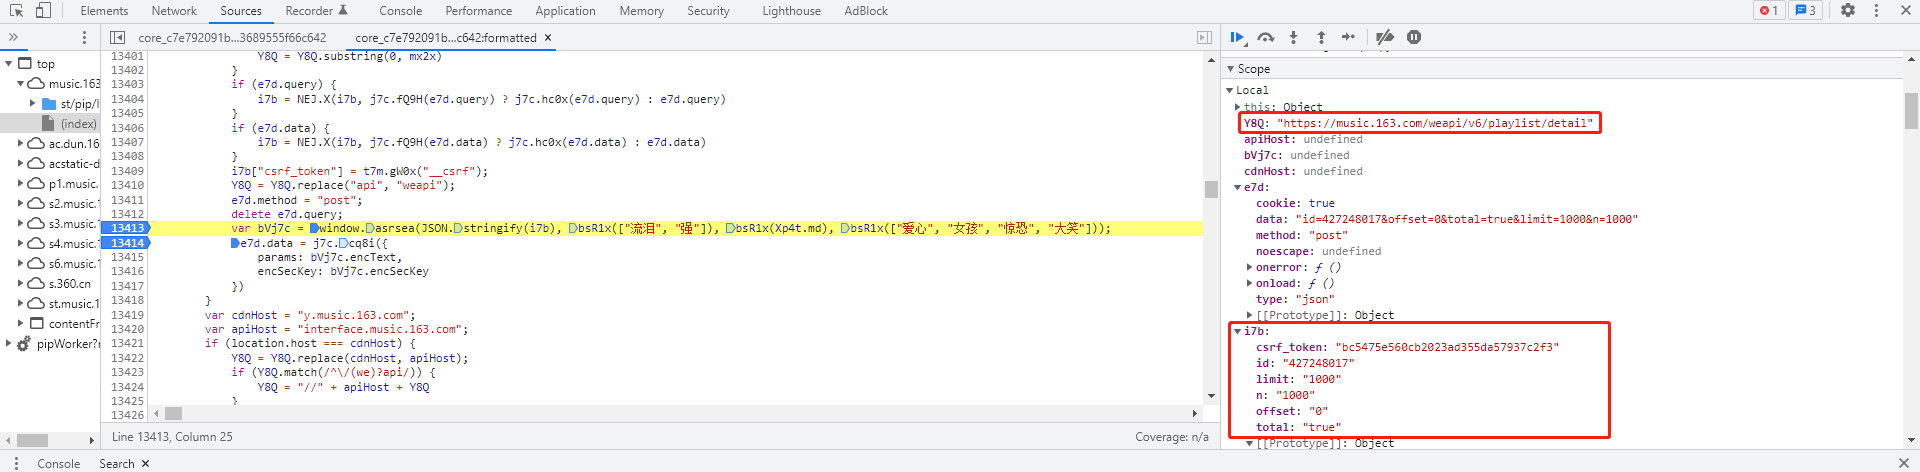 Elements Network Sources Recorder Console Performance Application Memory Security Lighthouse AdBlock 1 3
core_c7e792091b...3689555f66c642 core_c7e792091b...c642:formatted
top
music.163
st/pip/l
(index)
ac.dun.16
acstatic-d
p1.music.
s2.music.
s3.music.
s4.music.
s6.music.1
s.360.cn
st.music.1
contentFr
pipWorker?r
13401 Y8Q = Y8Q.substring(0, mx2x)
13402 }
13403 if (e7d.query) {
13404 i7b = NEJ.X(i7b, j7c.fQ9H(e7d.query) ? j7c.hc0x(e7d.query) : e7d.query)
13405 }
13406 if (e7d.data) {
13407 i7b = NEJ.X(i7b, j7c.fQ9H(e7d.data) ? j7c.hc0x(e7d.data) : e7d.data)
13408 }
13409 i7b["csrf_token"] = t7m.gW0x("__csrf");
13410 Y8Q = Y8Q.replace("api", "weapi");
13411 e7d.method = "post";
13412 delete e7d.query;
13413 var bVj7c = window.asrsea(JSON.stringify(i7b), bsR1x(["流泪", "强"]), bsR1x(Xp4t.md), bsR1x(["爱心", "女孩", "惊恐", "大笑"]));
13414 e7d.data = j7c.cq8i({
13415 params: bVj7c.encText,
13416 encSecKey: bVj7c.encSecKey
13417 })
13418 }
13419 var cdnHost = "y.music.163.com";
13420 var apiHost = "interface.music.163.com";
13421 if (location.host === cdnHost) {
13422 Y8Q = Y8Q.replace(cdnHost, apiHost);
13423 if (Y8Q.match(/^\/(we)?api/)) {
13424 Y8Q = "//" + apiHost + Y8Q
13425 }
13426
Line 13413, Column 25 Coverage: n/a
Scope
Local
this: Object
Y8Q: "https://music.163.com/weapi/v6/playlist/detail"
apiHost: undefined
bVj7c: undefined
cdnHost: undefined
e7d:
cookie: true
data: "id=427248017&offset=0&total=true&limit=1000&n=1000"
method: "post"
noescape: undefined
onerror: ƒ ()
onload: ƒ ()
type: "json"
[[Prototype]]: Object
i7b:
csrf_token: "bc5475e560cb2023ad355da57937c2f3"
id: "427248017"
limit: "1000"
n: "1000"
offset: "0"
total: "true"
[[Prototype]]: Object
Console Search